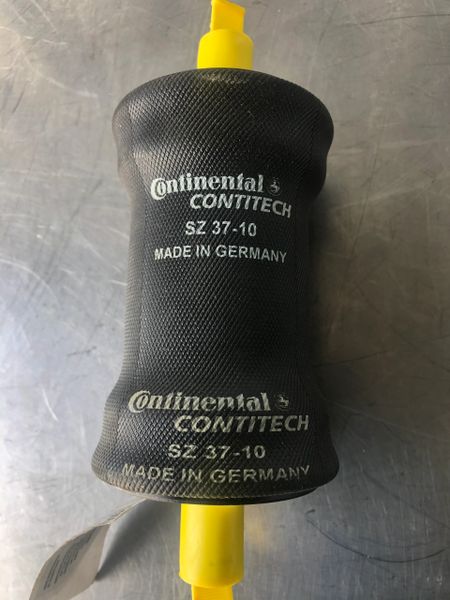 Continental
CONTITECH
SZ 37-10
MADE IN GERMANY
Continental
CONTITECH
SZ 37-10
MADE IN GERMANY